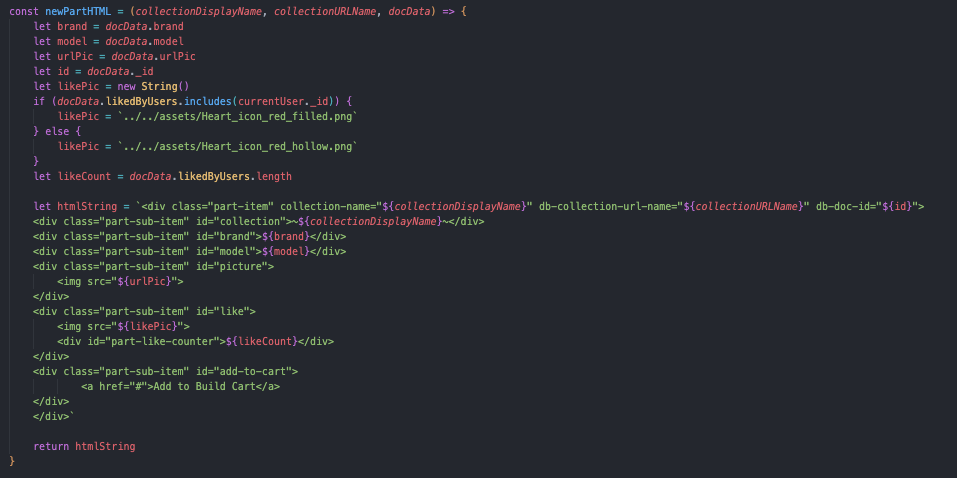 const newPartHTML = (collectionDisplayName, collectionURLName, docData) => {
    let brand = docData.brand
    let model = docData.model
    let urlPic = docData.urlPic
    let id = docData._id
    let likePic = new String()
    if (docData.likedByUsers.includes(currentUser._id)) {
        likePic = `../../assets/Heart_icon_red_filled.png`
    } else {
        likePic = `../../assets/Heart_icon_red_hollow.png`
    }
    let likeCount = docData.likedByUsers.length

    let htmlString = `<div class="part-item" collection-name="${collectionDisplayName}" db-collection-url-name="${collectionURLName}" db-doc-id="${id}">
    <div class="part-sub-item" id="collection">~${collectionDisplayName}~</div>
    <div class="part-sub-item" id="brand">${brand}</div>
    <div class="part-sub-item" id="model">${model}</div>
    <div class="part-sub-item" id="picture">
        <img src="${urlPic}">
    </div>
    <div class="part-sub-item" id="like">
        <img src="${likePic}">
        <div id="part-like-counter">${likeCount}</div>
    </div>
    <div class="part-sub-item" id="add-to-cart">
            <a href="#">Add to Build Cart</a>
    </div>
    </div>`

    return htmlString
}